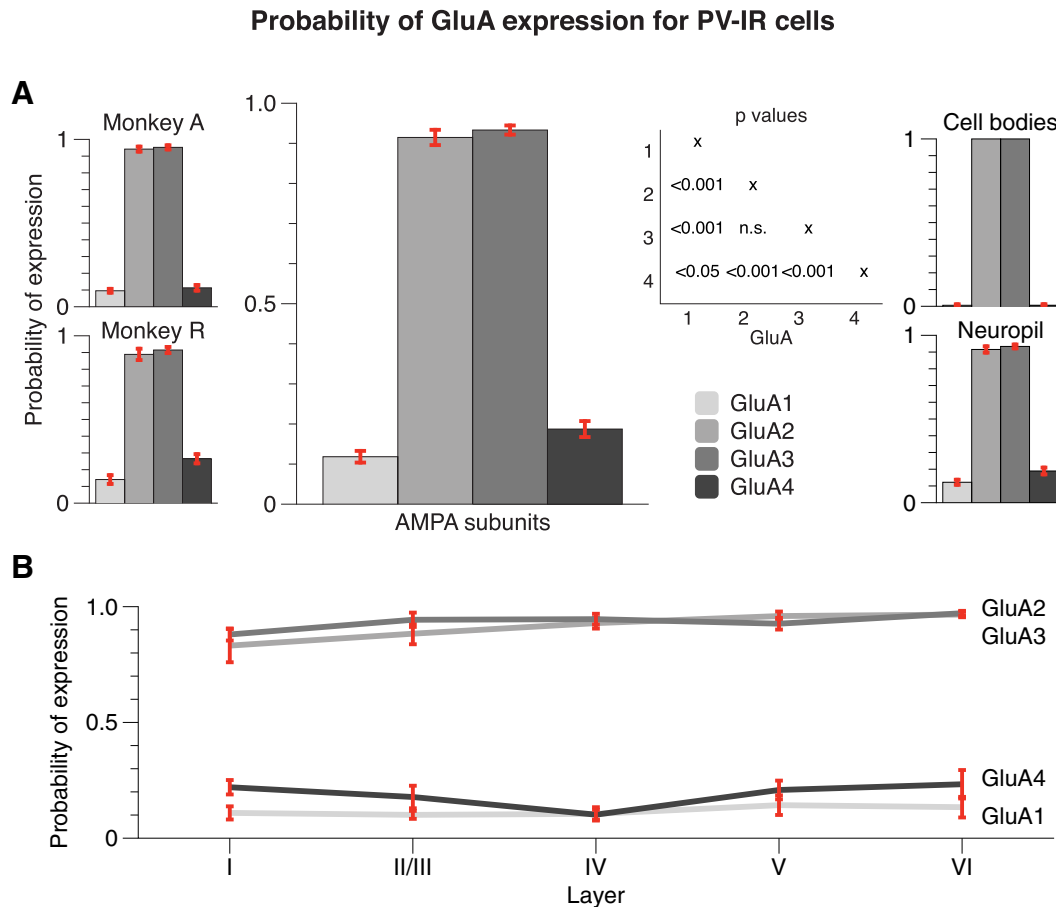 Probability of GluA expression for PV-IR cells
A
Probability of expression
Monkey A
1
0
Monkey R
1
0
1.0
0.5
0
AMPA subunits
p values
1 x
2 <0.001 x
3 <0.001 n.s. x
4 <0.05 <0.001 <0.001 x
1 2 3 4
GluA
GluA1
GluA2
GluA3
GluA4
Cell bodies
1
0
Neuropil
1
0
B
Probability of expression
1.0
0.5
0
GluA2
GluA3
GluA4
GluA1
I II/III IV V VI
Layer